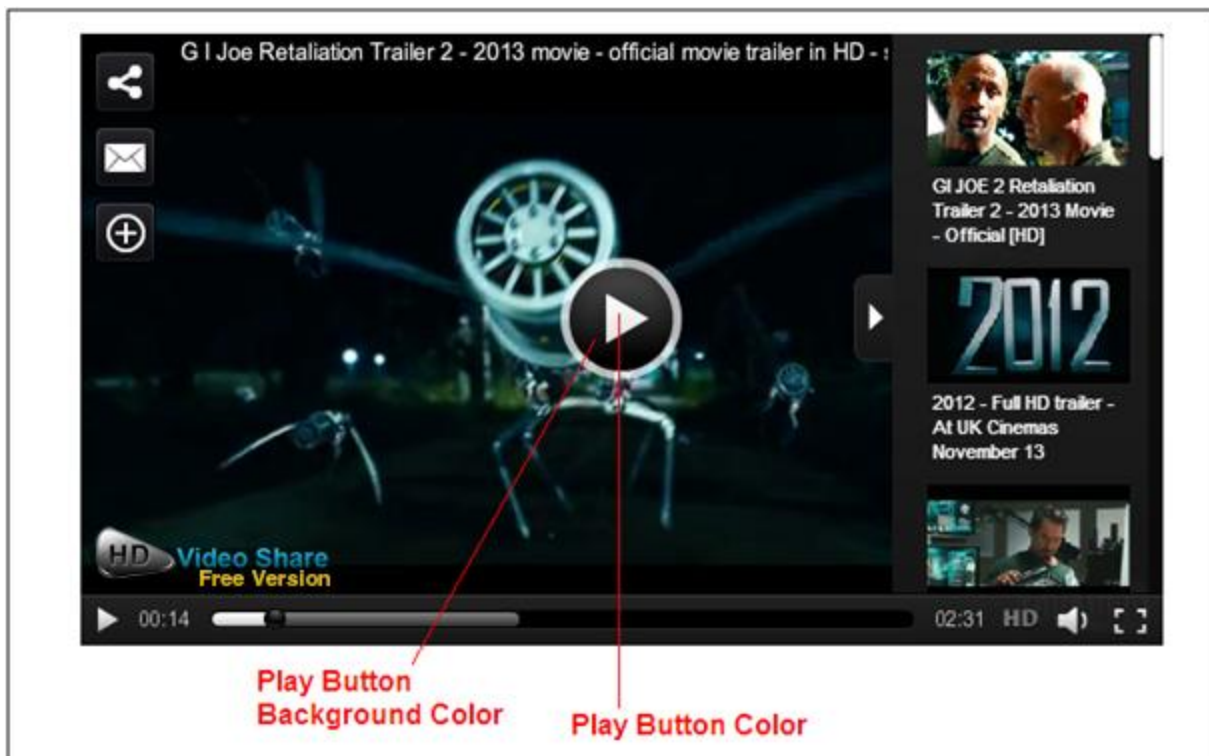 G I Joe Retaliation Trailer 2 - 2013 movie - official movie trailer in HD - s
GI JOE 2 Retaliation
Trailer 2 - 2013 Movie
- Official [HD]
2012
2012 - Full HD trailer -
At UK Cinemas
November 13
HD Video Share
Free Version
00:14
02:31 HD
Play Button
Background Color
Play Button Color